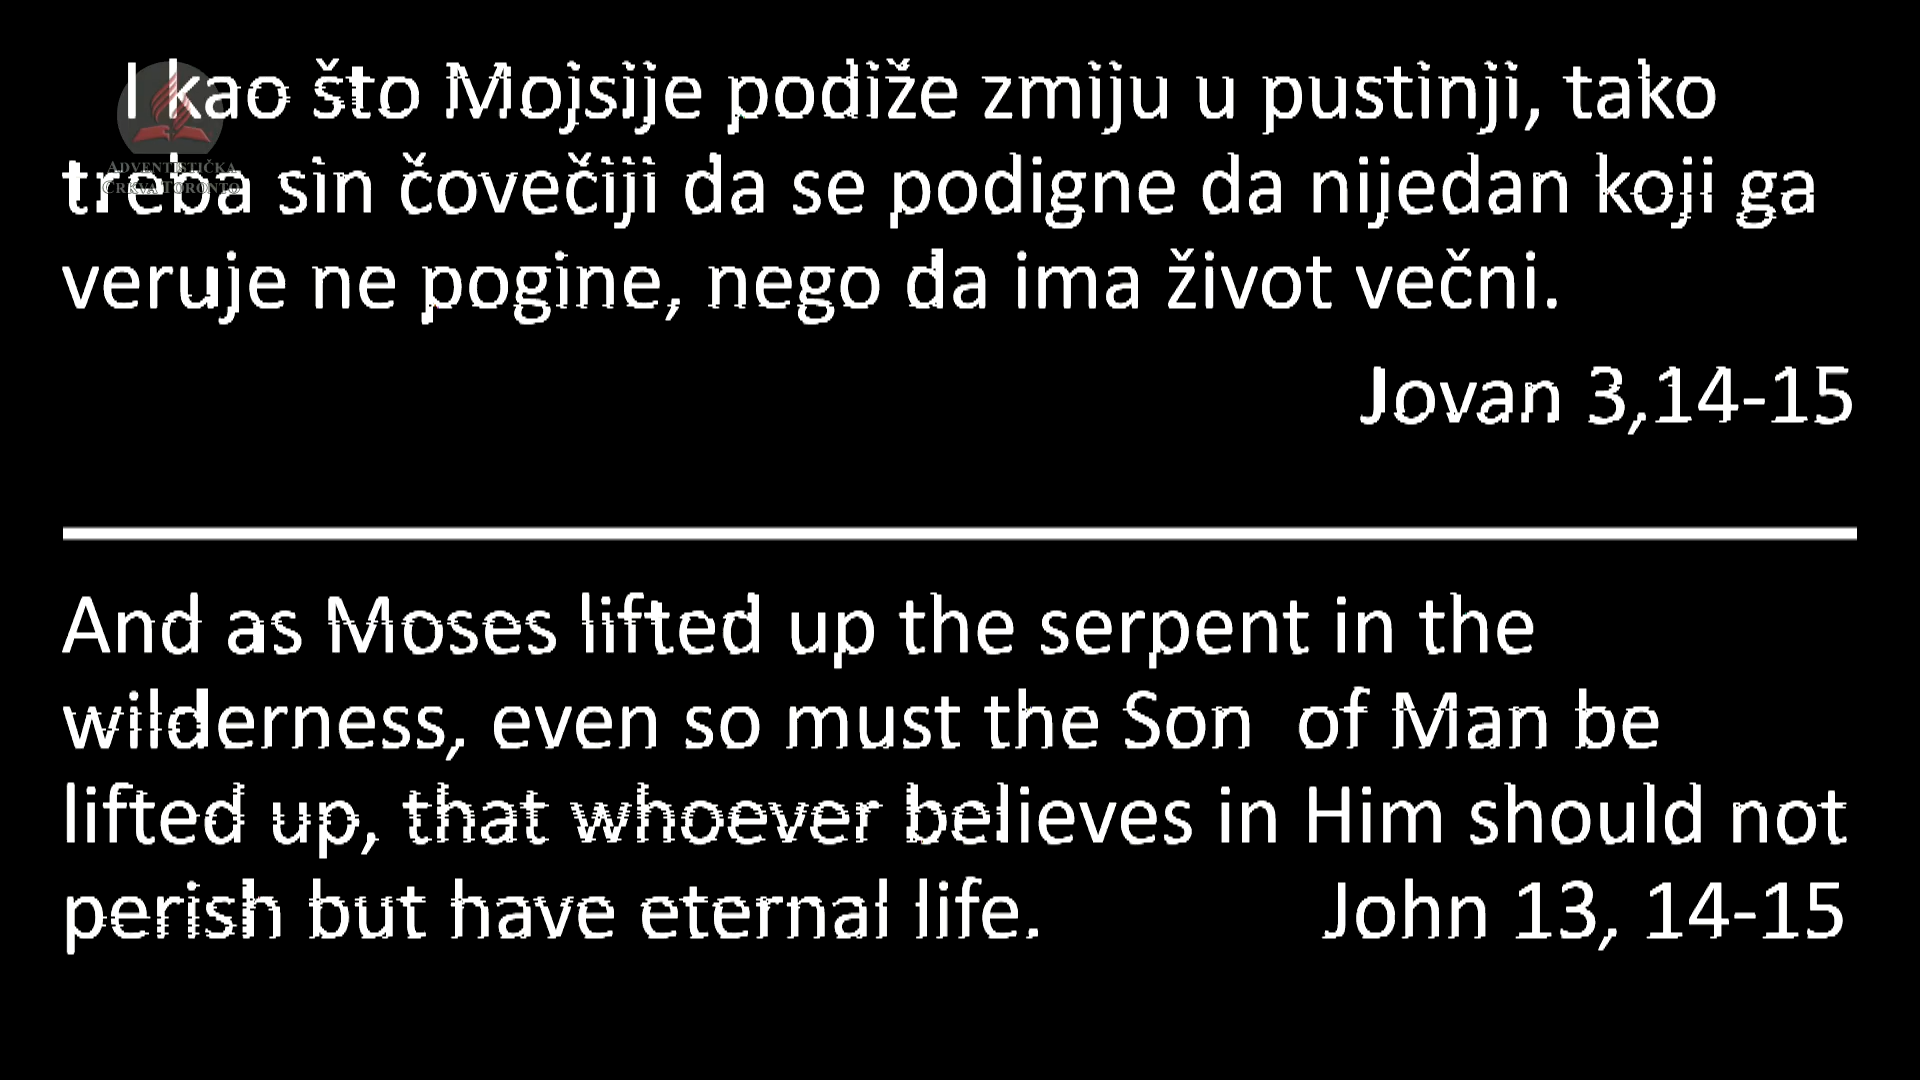 I kao što Mojsije podiže zmiju u pustinji, tako
treba sin čovečiji da se podigne da nijedan koji ga
veruje ne pogine, nego da ima život večni.
Jovan 3,14-15
ADVENTISTIČKA
CRKVA TORONTO
And as Moses lifted up the serpent in the
wilderness, even so must the Son  of Man be
lifted up, that whoever believes in Him should not
perish but have eternal life. John 13, 14-15